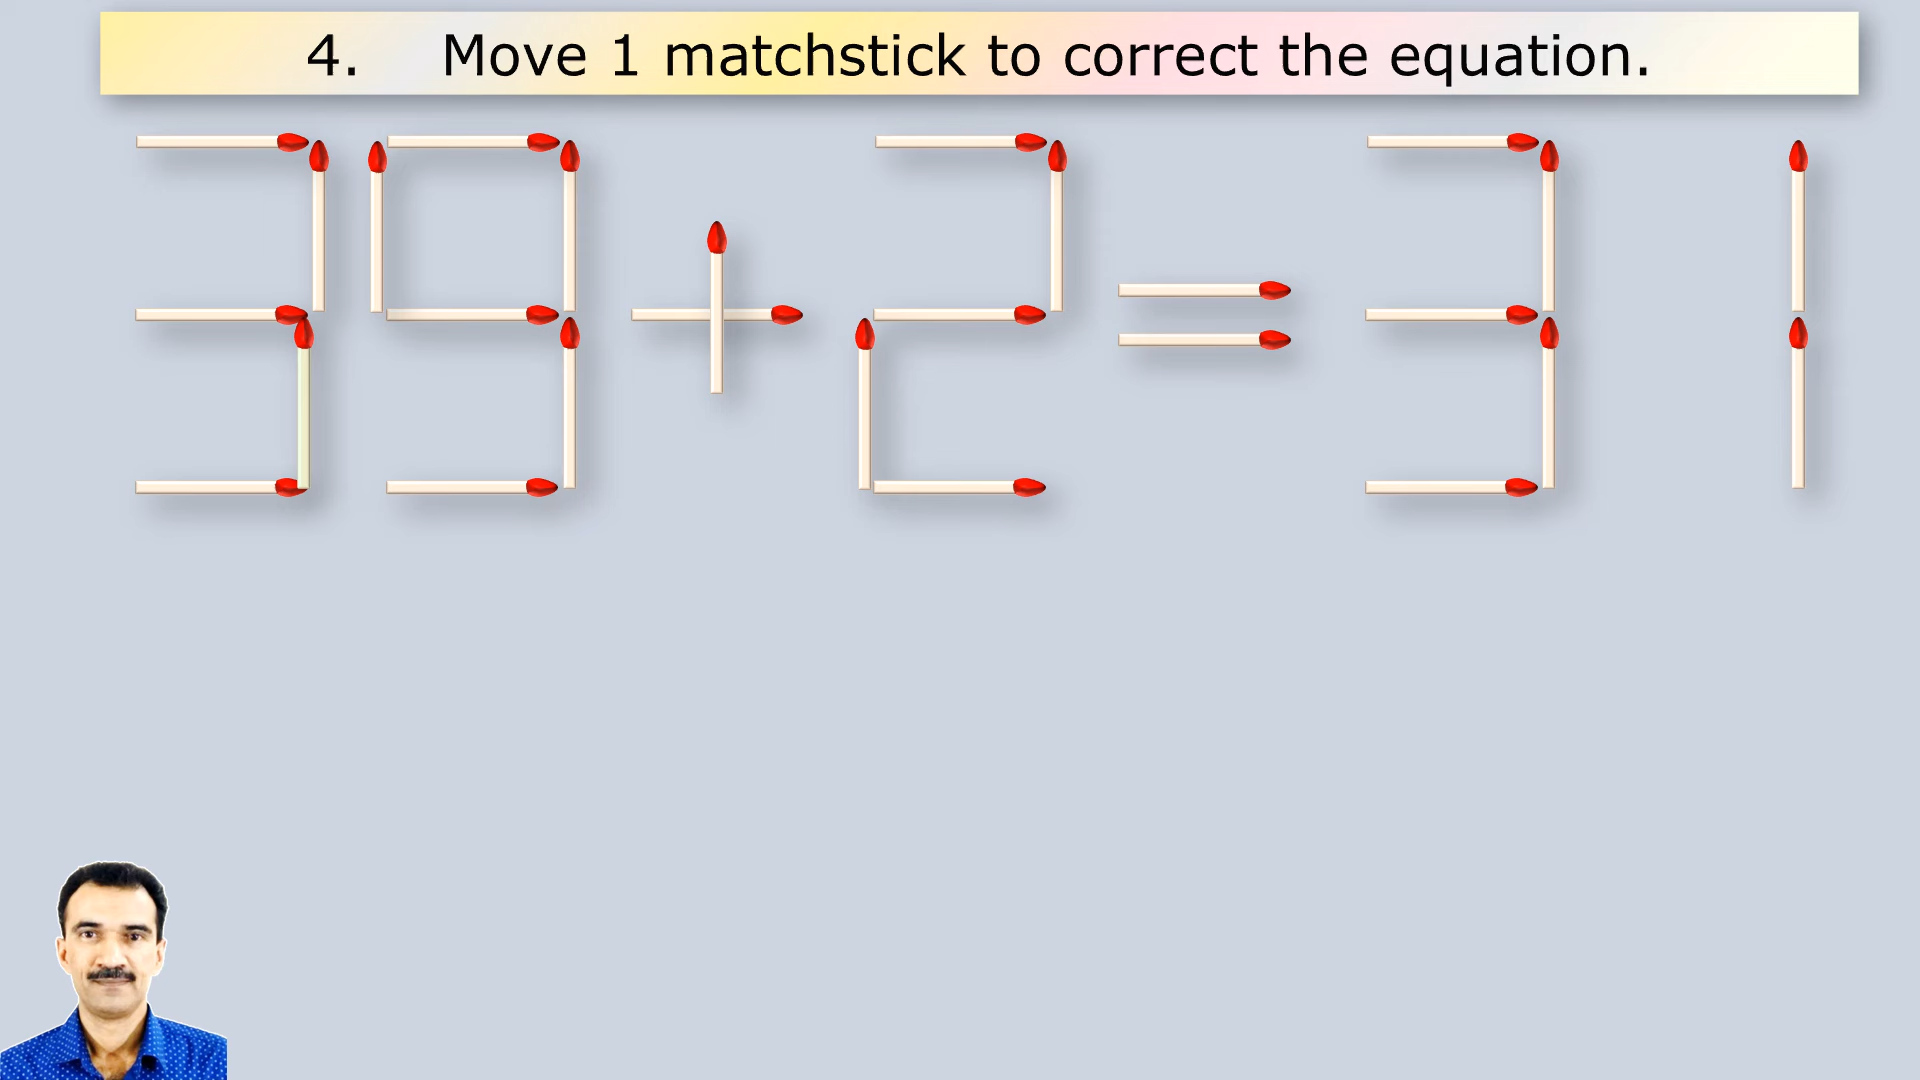 4. Move 1 matchstick to correct the equation.
39+2=31